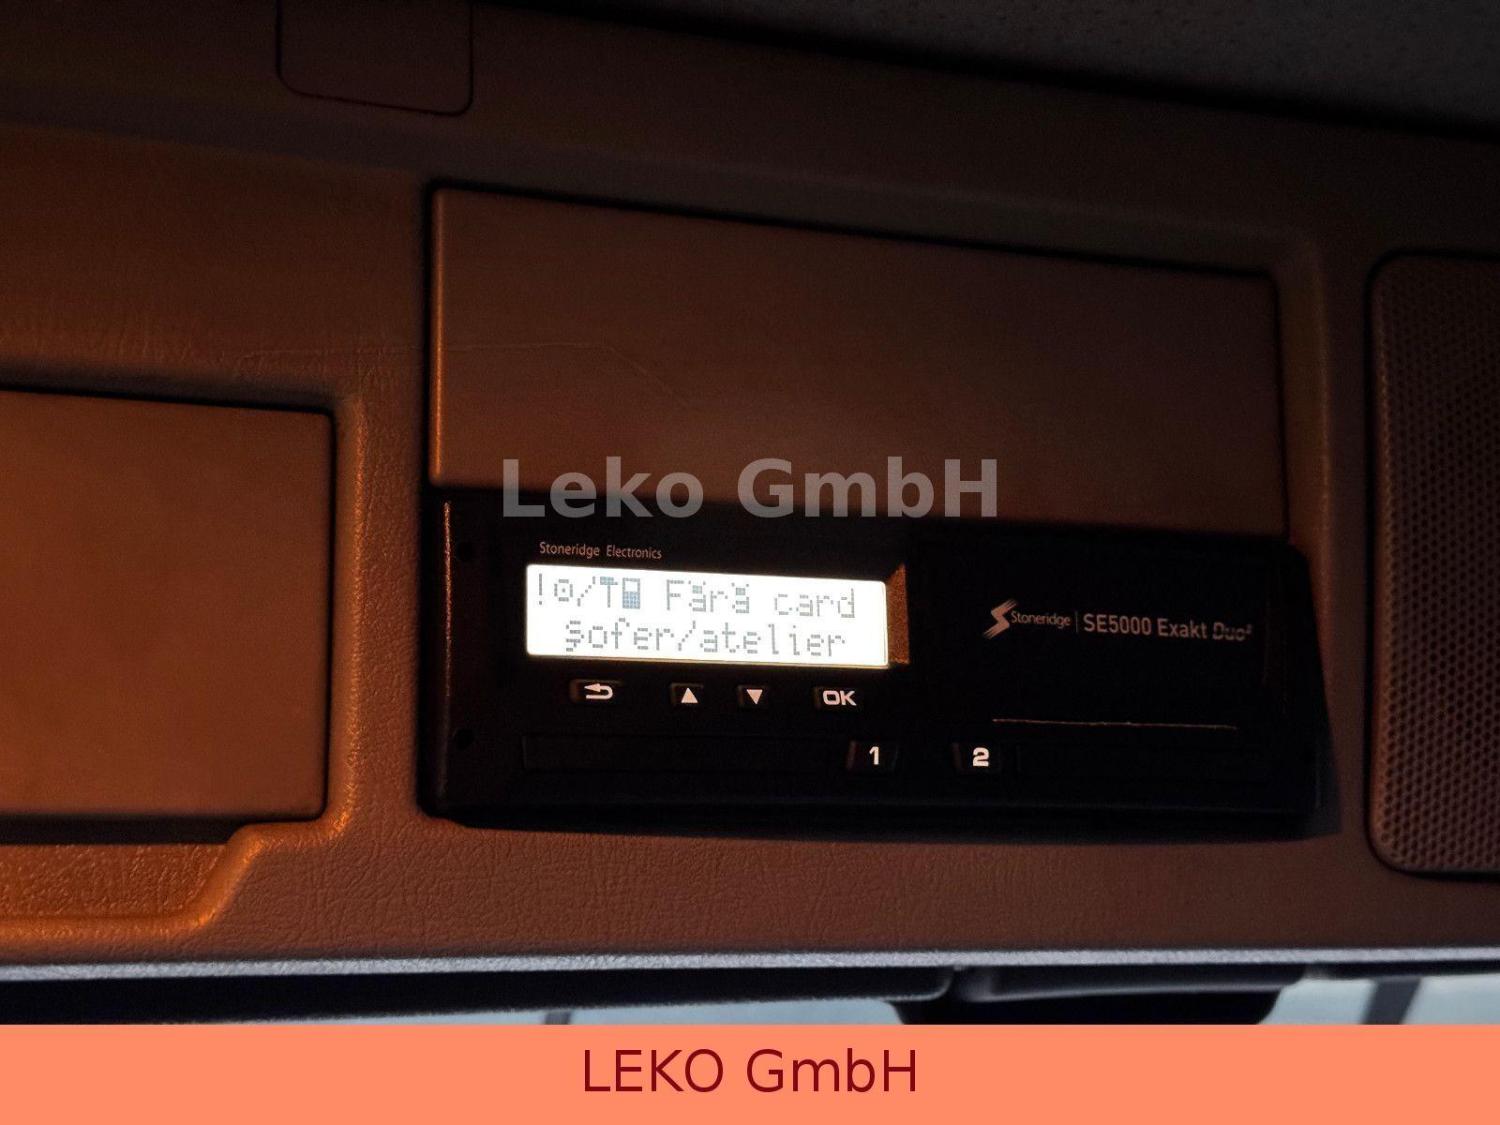 Leko GmbH
Stoneridge Electronics
!⊙/T Fără card
şofer/atelier
Stoneridge | SE5000 Exakt Duo²
OK
1 2
LEKO GmbH